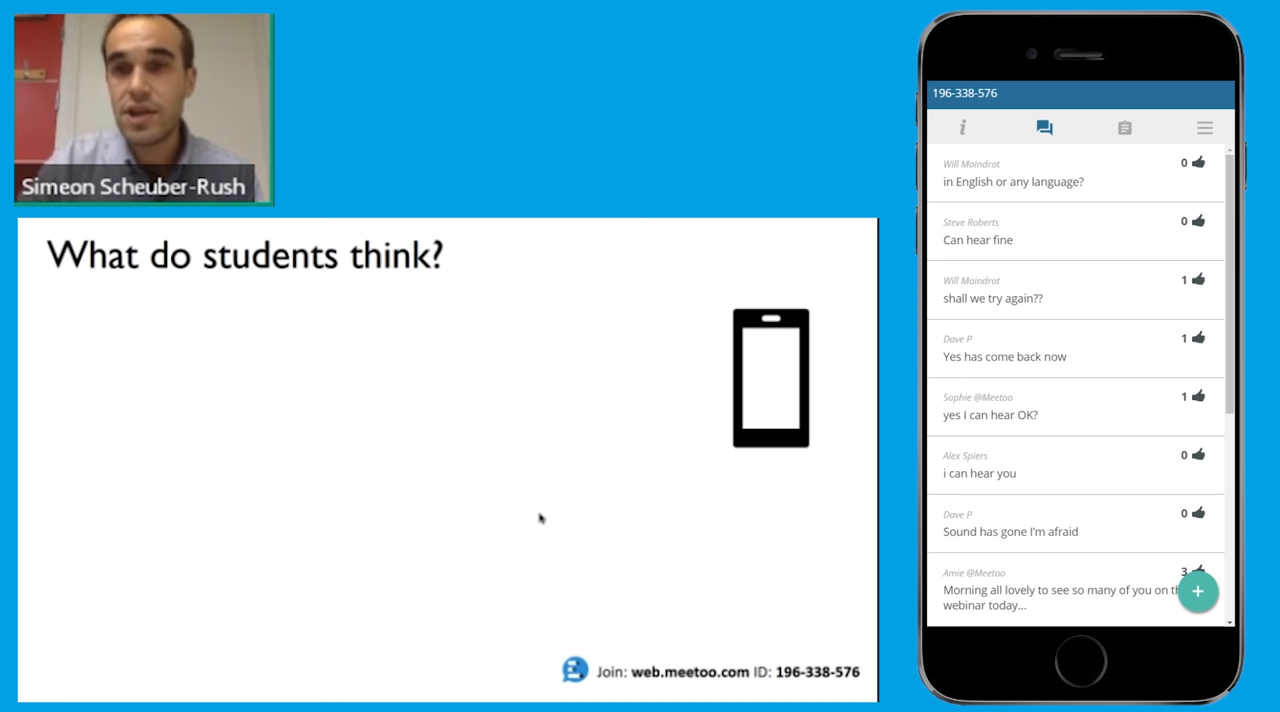 Simeon Scheuber-Rush
What do students think?
Join: web.meetoo.com ID: 196-338-576
196-338-576
Will Moindrot
0
in English or any language?
Steve Roberts
0
Can hear fine
Will Moindrot
1
shall we try again??
Dave P
1
Yes has come back now
Sophie @Meetoo
1
yes I can hear OK?
Alex Spiers
0
i can hear you
Dave P
0
Sound has gone I'm afraid
Amie @Meetoo
3
Morning all lovely to see so many of you on
webinar today...